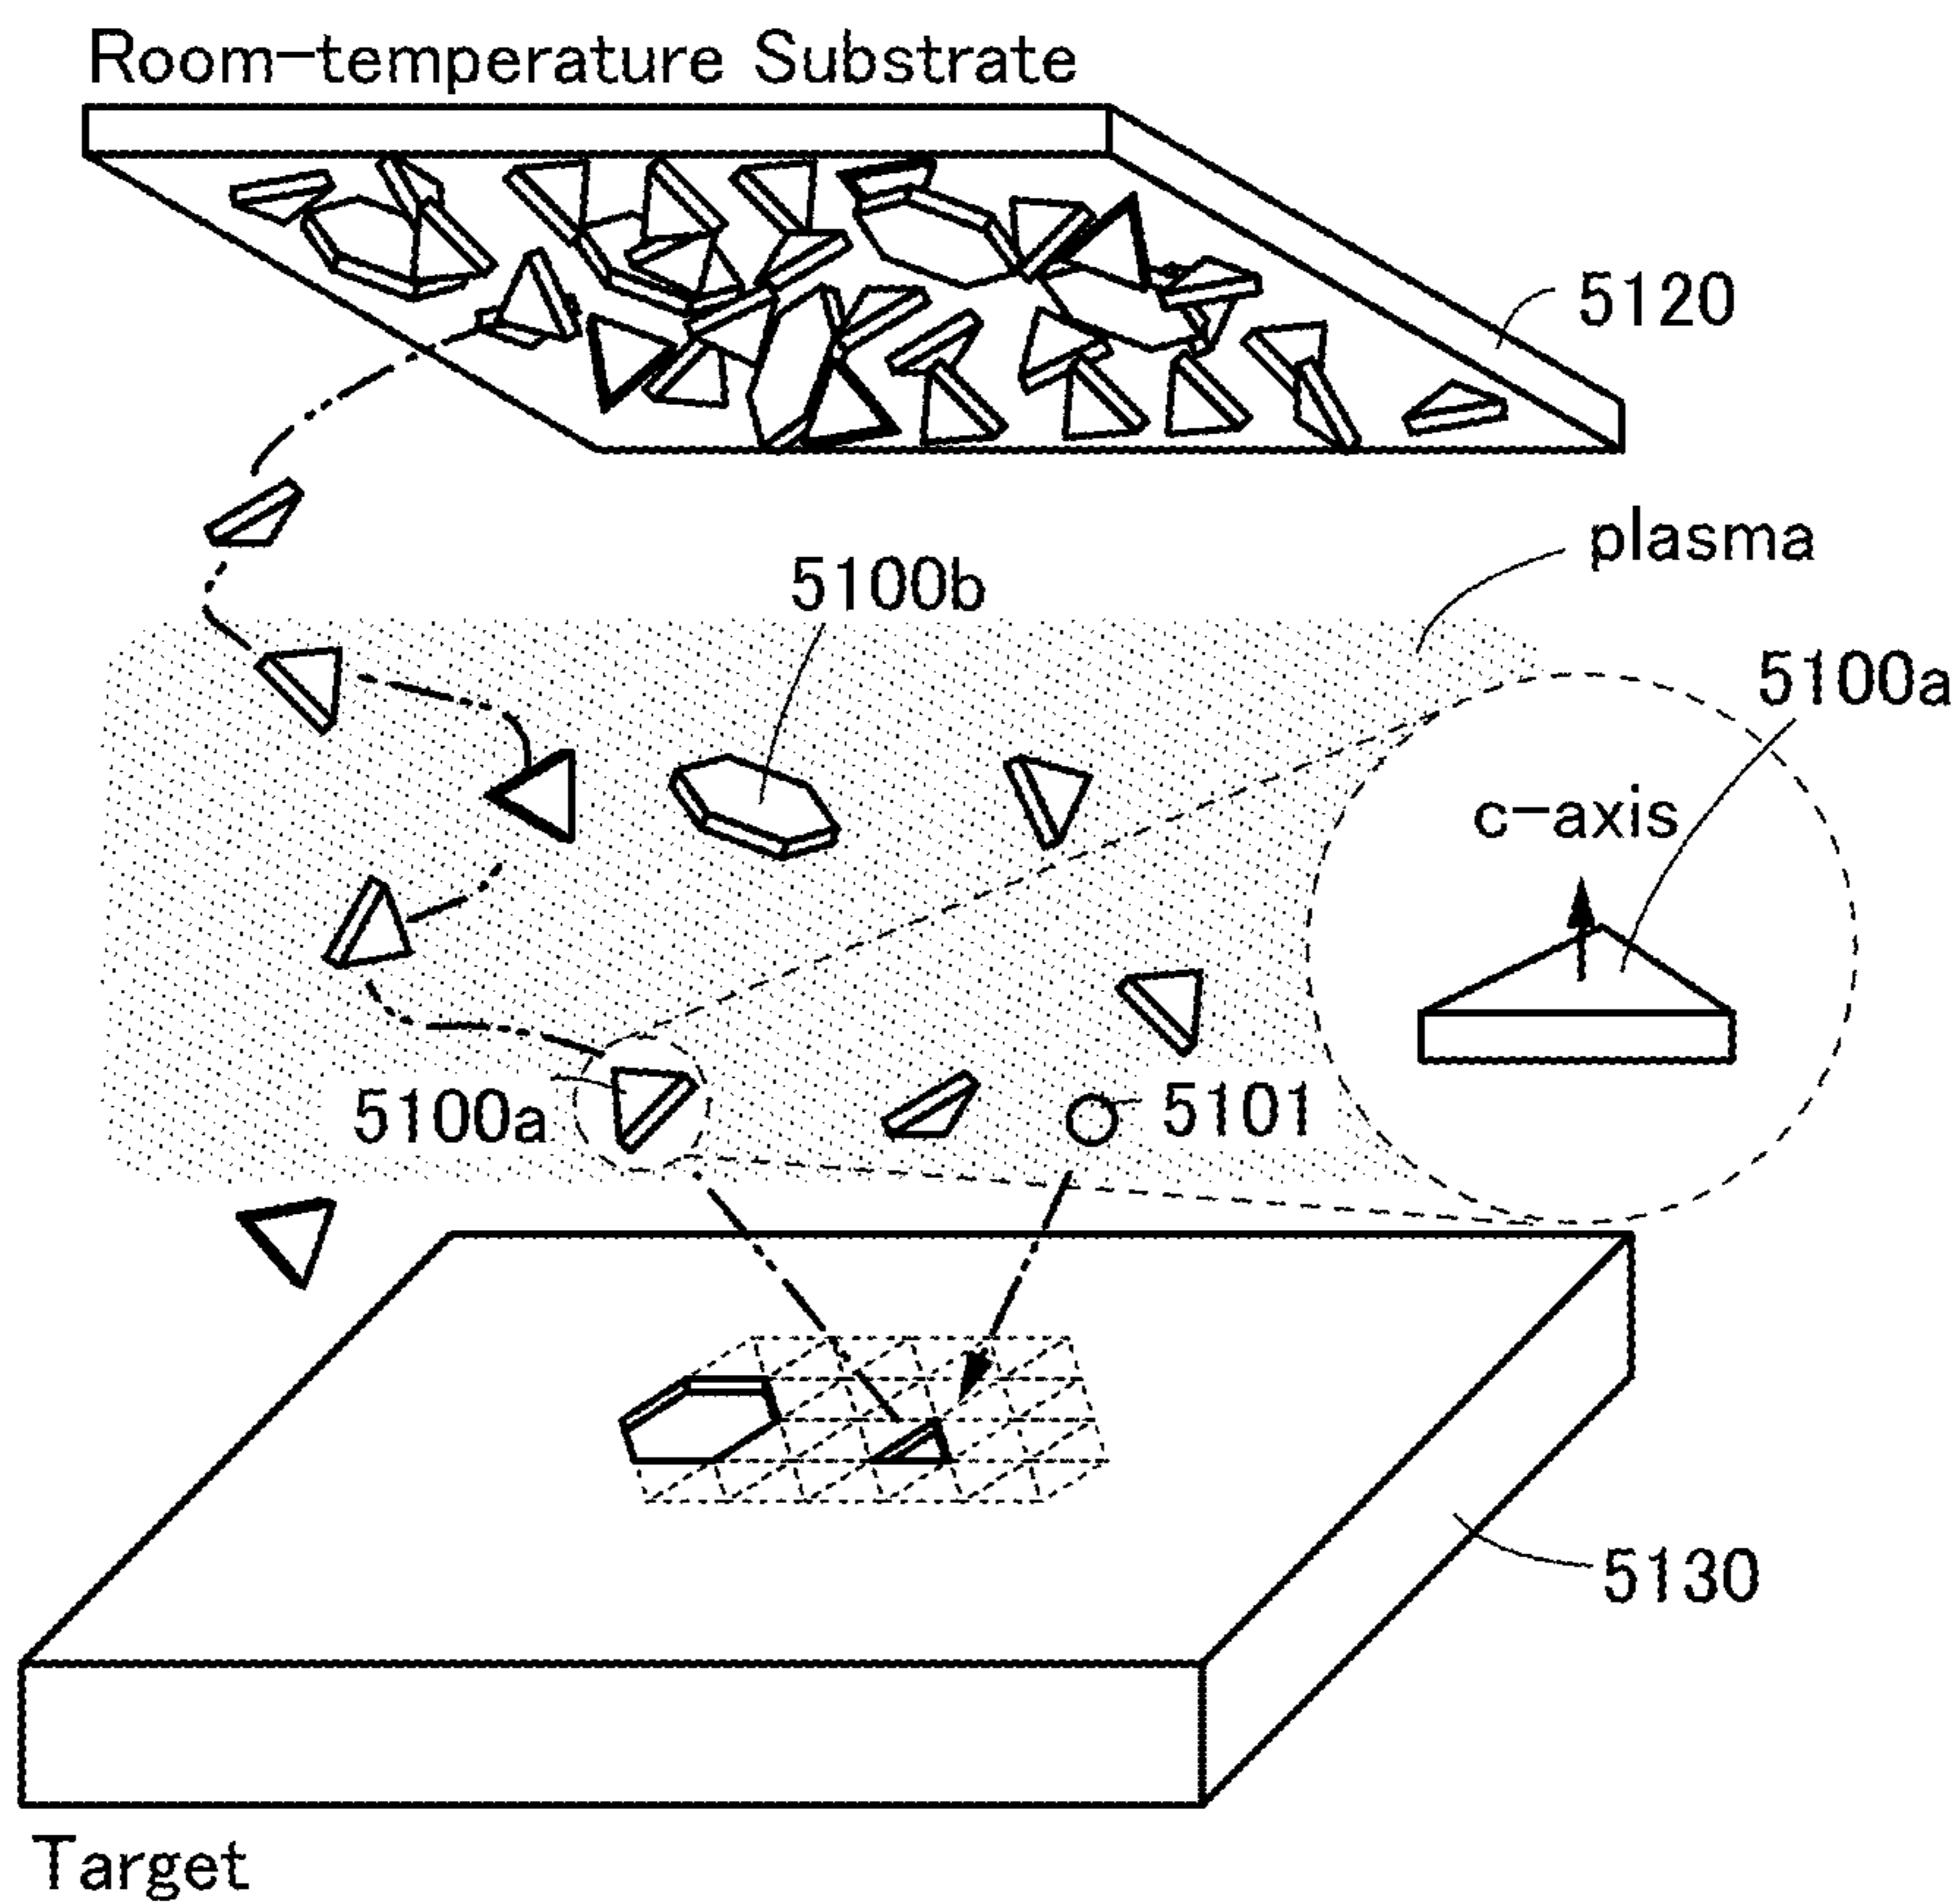 Room-temperature Substrate
5120
plasma
5100b
5100a
c-axis
5100a
5101
5130
Target